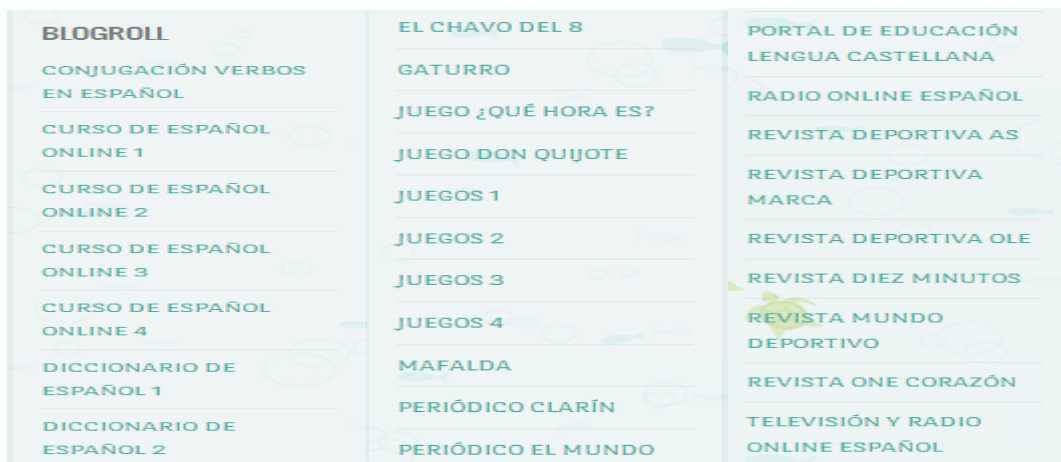 BLOGROLL
CONJUGACIÓN VERBOS
EN ESPAÑOL
CURSO DE ESPAÑOL
ONLINE 1
CURSO DE ESPAÑOL
ONLINE 2
CURSO DE ESPAÑOL
ONLINE 3
CURSO DE ESPAÑOL
ONLINE 4
DICCIONARIO DE
ESPAÑOL 1
DICCIONARIO DE
ESPAÑOL 2
EL CHAVO DEL 8
GATURRO
JUEGO ¿QUÉ HORA ES?
JUEGO DON QUIJOTE
JUEGOS 1
JUEGOS 2
JUEGOS 3
JUEGOS 4
MAFALDA
PERIÓDICO CLARÍN
PERIÓDICO EL MUNDO
PORTAL DE EDUCACIÓN
LENGUA CASTELLANA
RADIO ONLINE ESPAÑOL
REVISTA DEPORTIVA AS
REVISTA DEPORTIVA
MARCA
REVISTA DEPORTIVA OLE
REVISTA DIEZ MINUTOS
REVISTA MUNDO
DEPORTIVO
REVISTA ONE CORAZÓN
TELEVISIÓN Y RADIO
ONLINE ESPAÑOL